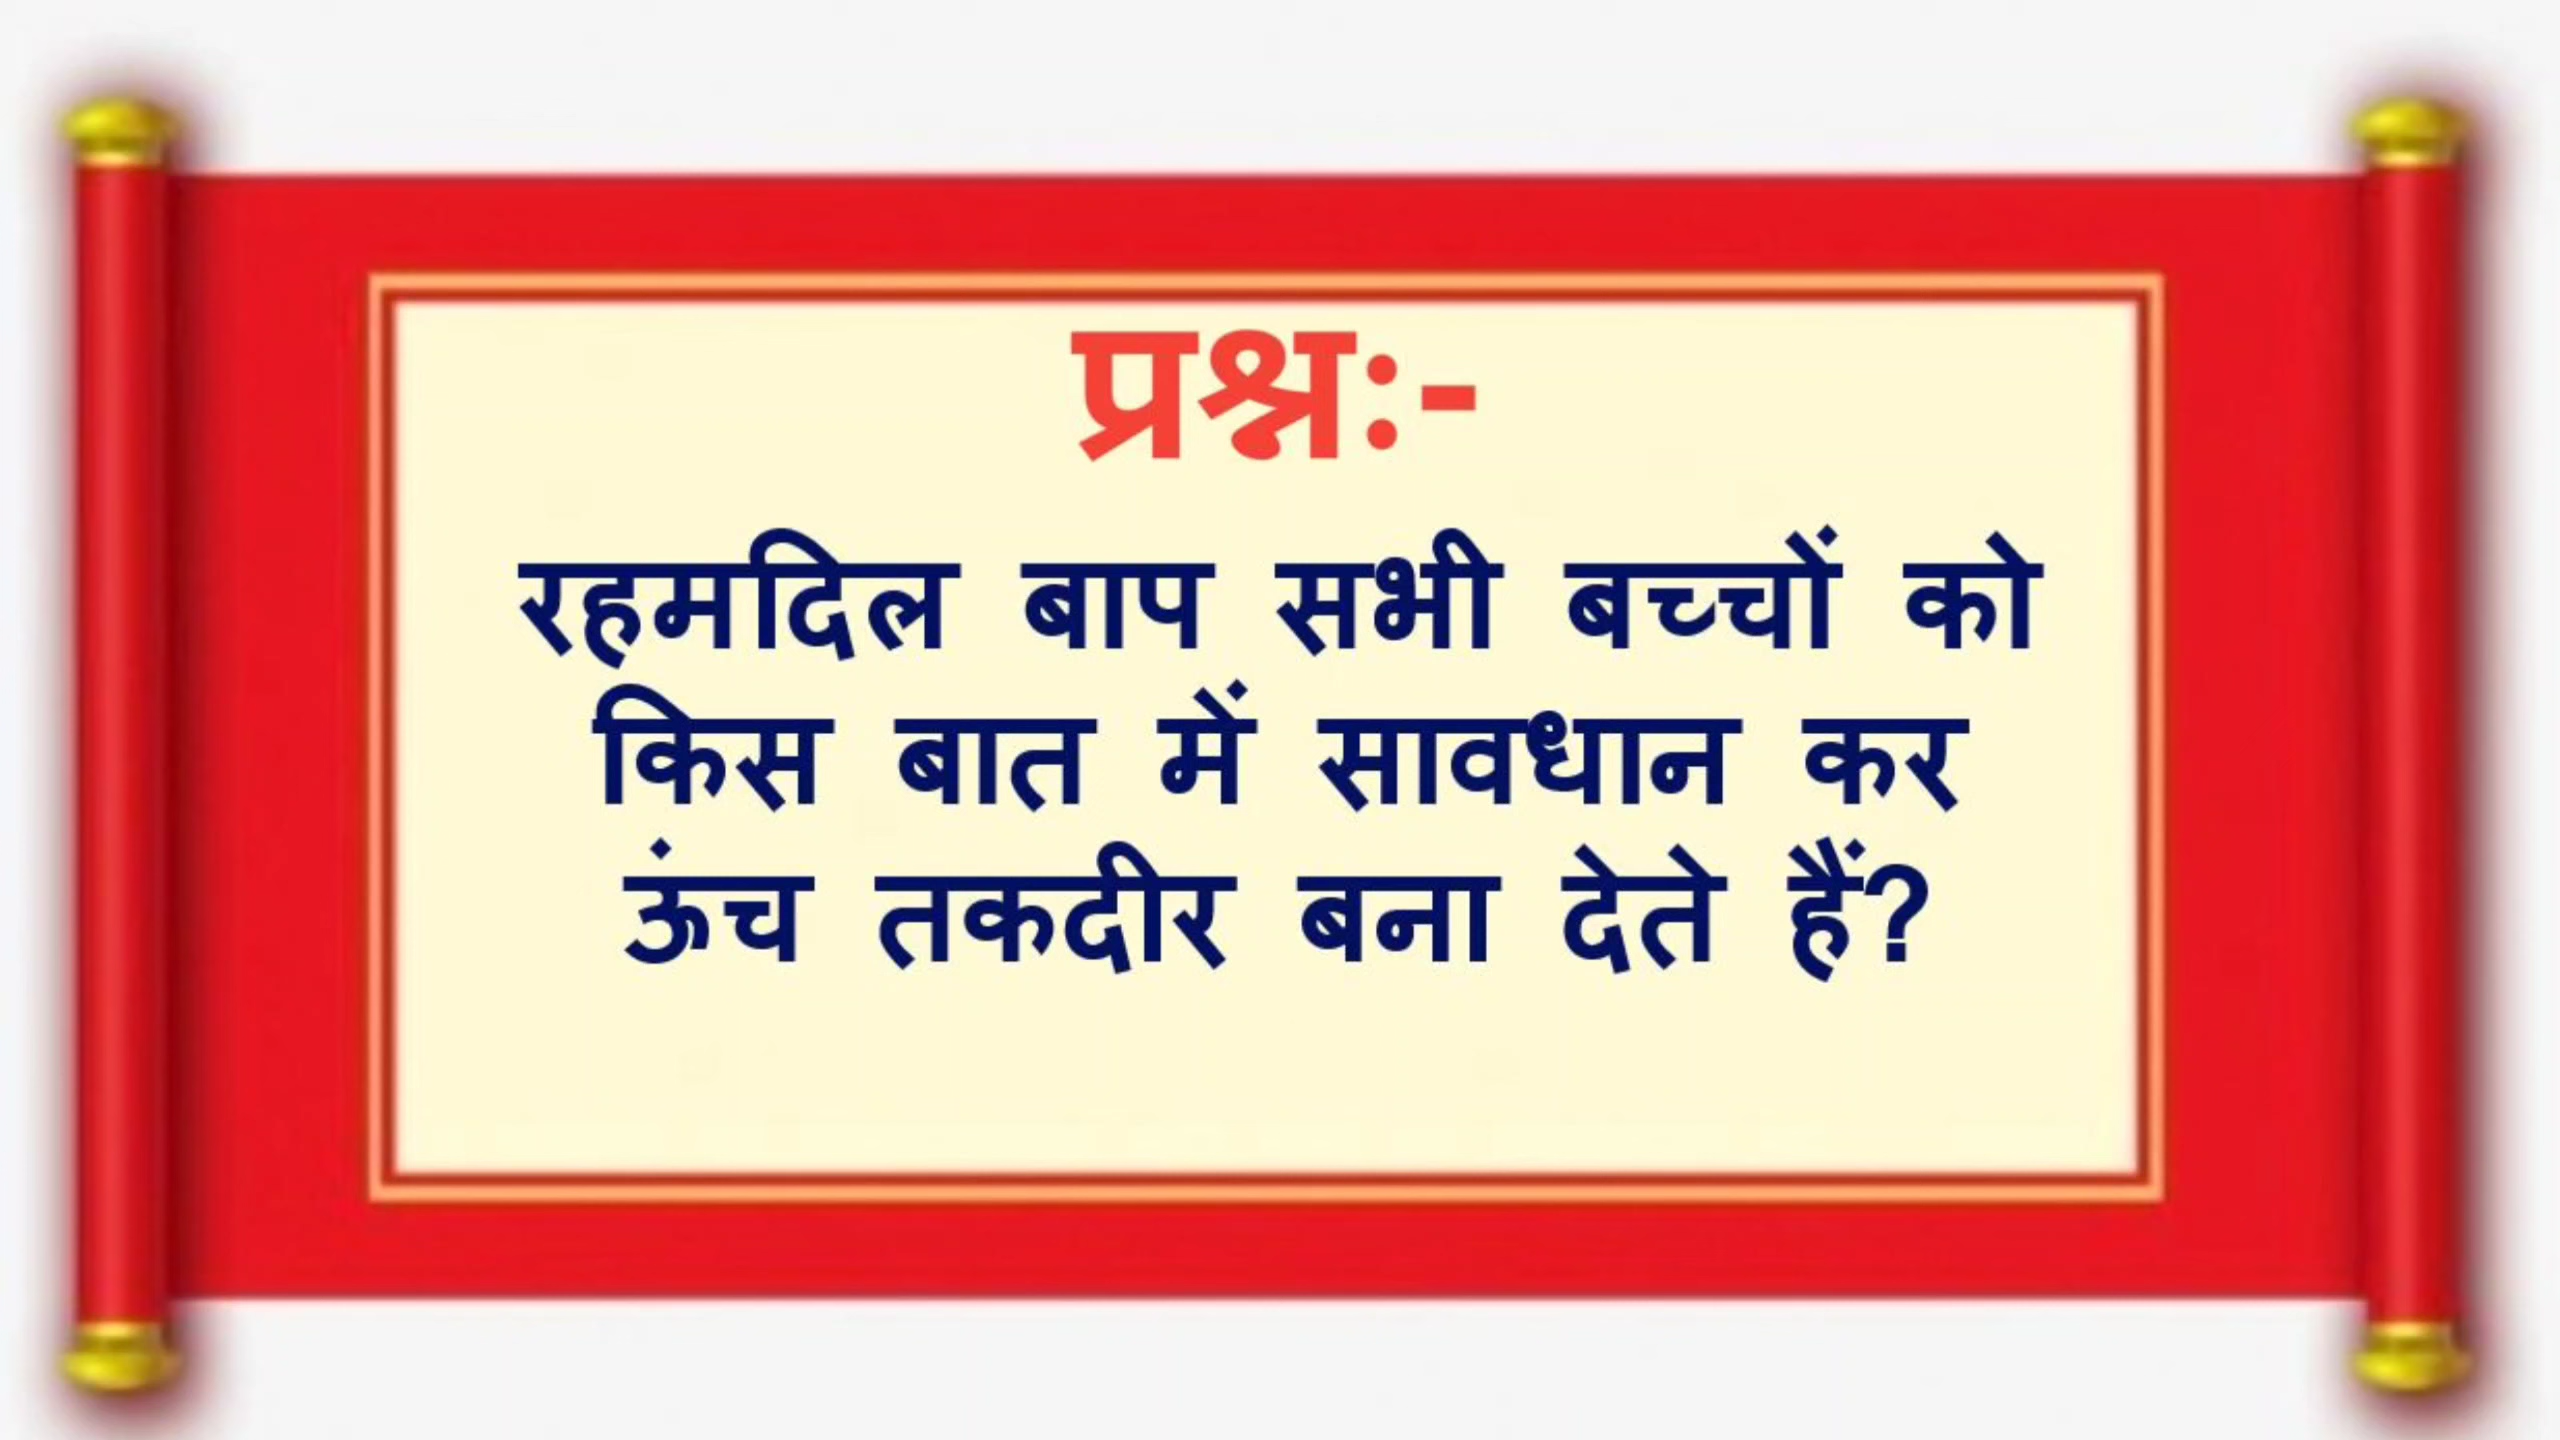 प्रश्न:-
रहमदिल बाप सभी बच्चों को
किस बात में सावधान कर
ऊंच तकदीर बना देते हैं?